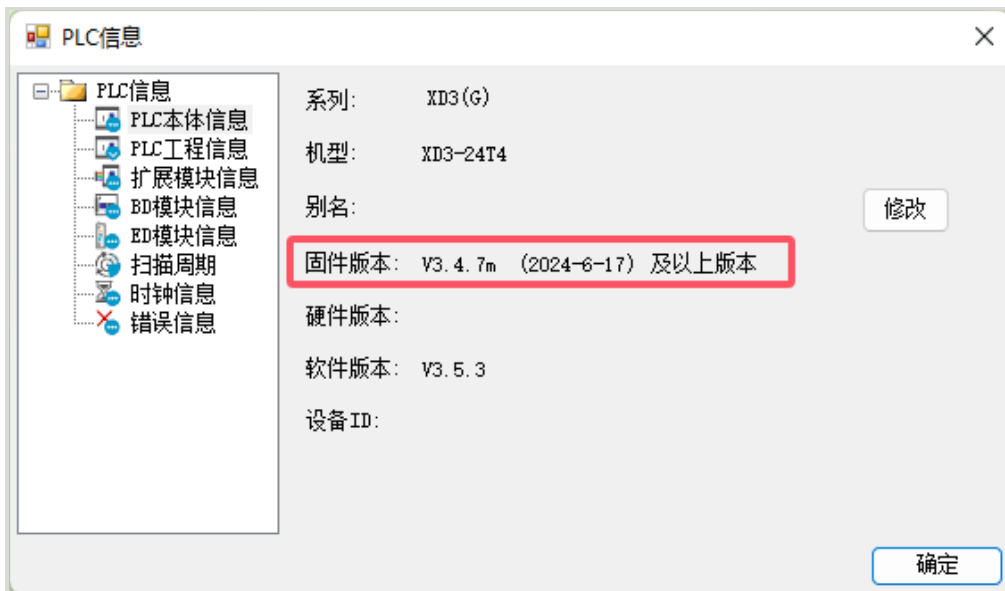 PLC信息
PLC信息
PLC本体信息
PLC工程信息
扩展模块信息
BD模块信息
ED模块信息
扫描周期
时钟信息
错误信息
系列: XD3(G)
机型: XD3-24T4
别名:
修改
固件版本: V3.4.7m （2024-6-17） 及以上版本
硬件版本:
软件版本: V3.5.3
设备ID:
确定